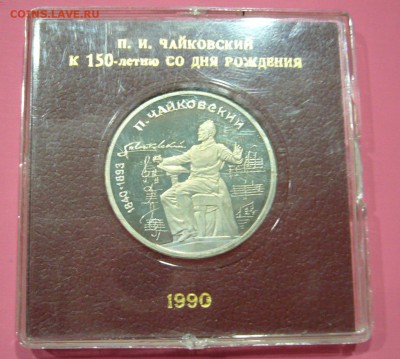 COINS.LAVE.RU
П. И. ЧАЙКОВСКИЙ
К 150-летию СО ДНЯ РОЖДЕНИЯ
П. ЧАЙКОВСКИЙ
1840-1893
1990